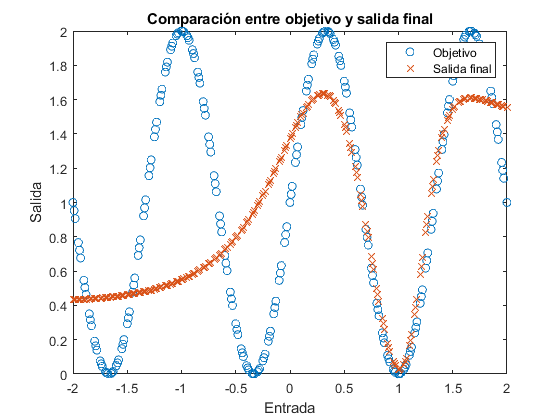 Comparación entre objetivo y salida final
2
1.8
1.6
1.4
1.2
1
0.8
0.6
0.4
0.2
0
Salida
Objetivo
Salida final
-2 -1.5 -1 -0.5 0 0.5 1 1.5 2
Entrada